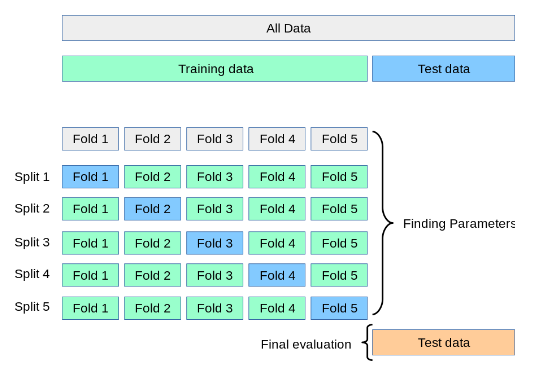 All Data
Training data Test data
Fold 1 Fold 2 Fold 3 Fold 4 Fold 5
Split 1 Fold 1 Fold 2 Fold 3 Fold 4 Fold 5
Split 2 Fold 1 Fold 2 Fold 3 Fold 4 Fold 5
Finding Parameters
Split 3 Fold 1 Fold 2 Fold 3 Fold 4 Fold 5
Split 4 Fold 1 Fold 2 Fold 3 Fold 4 Fold 5
Split 5 Fold 1 Fold 2 Fold 3 Fold 4 Fold 5
Final evaluation Test data